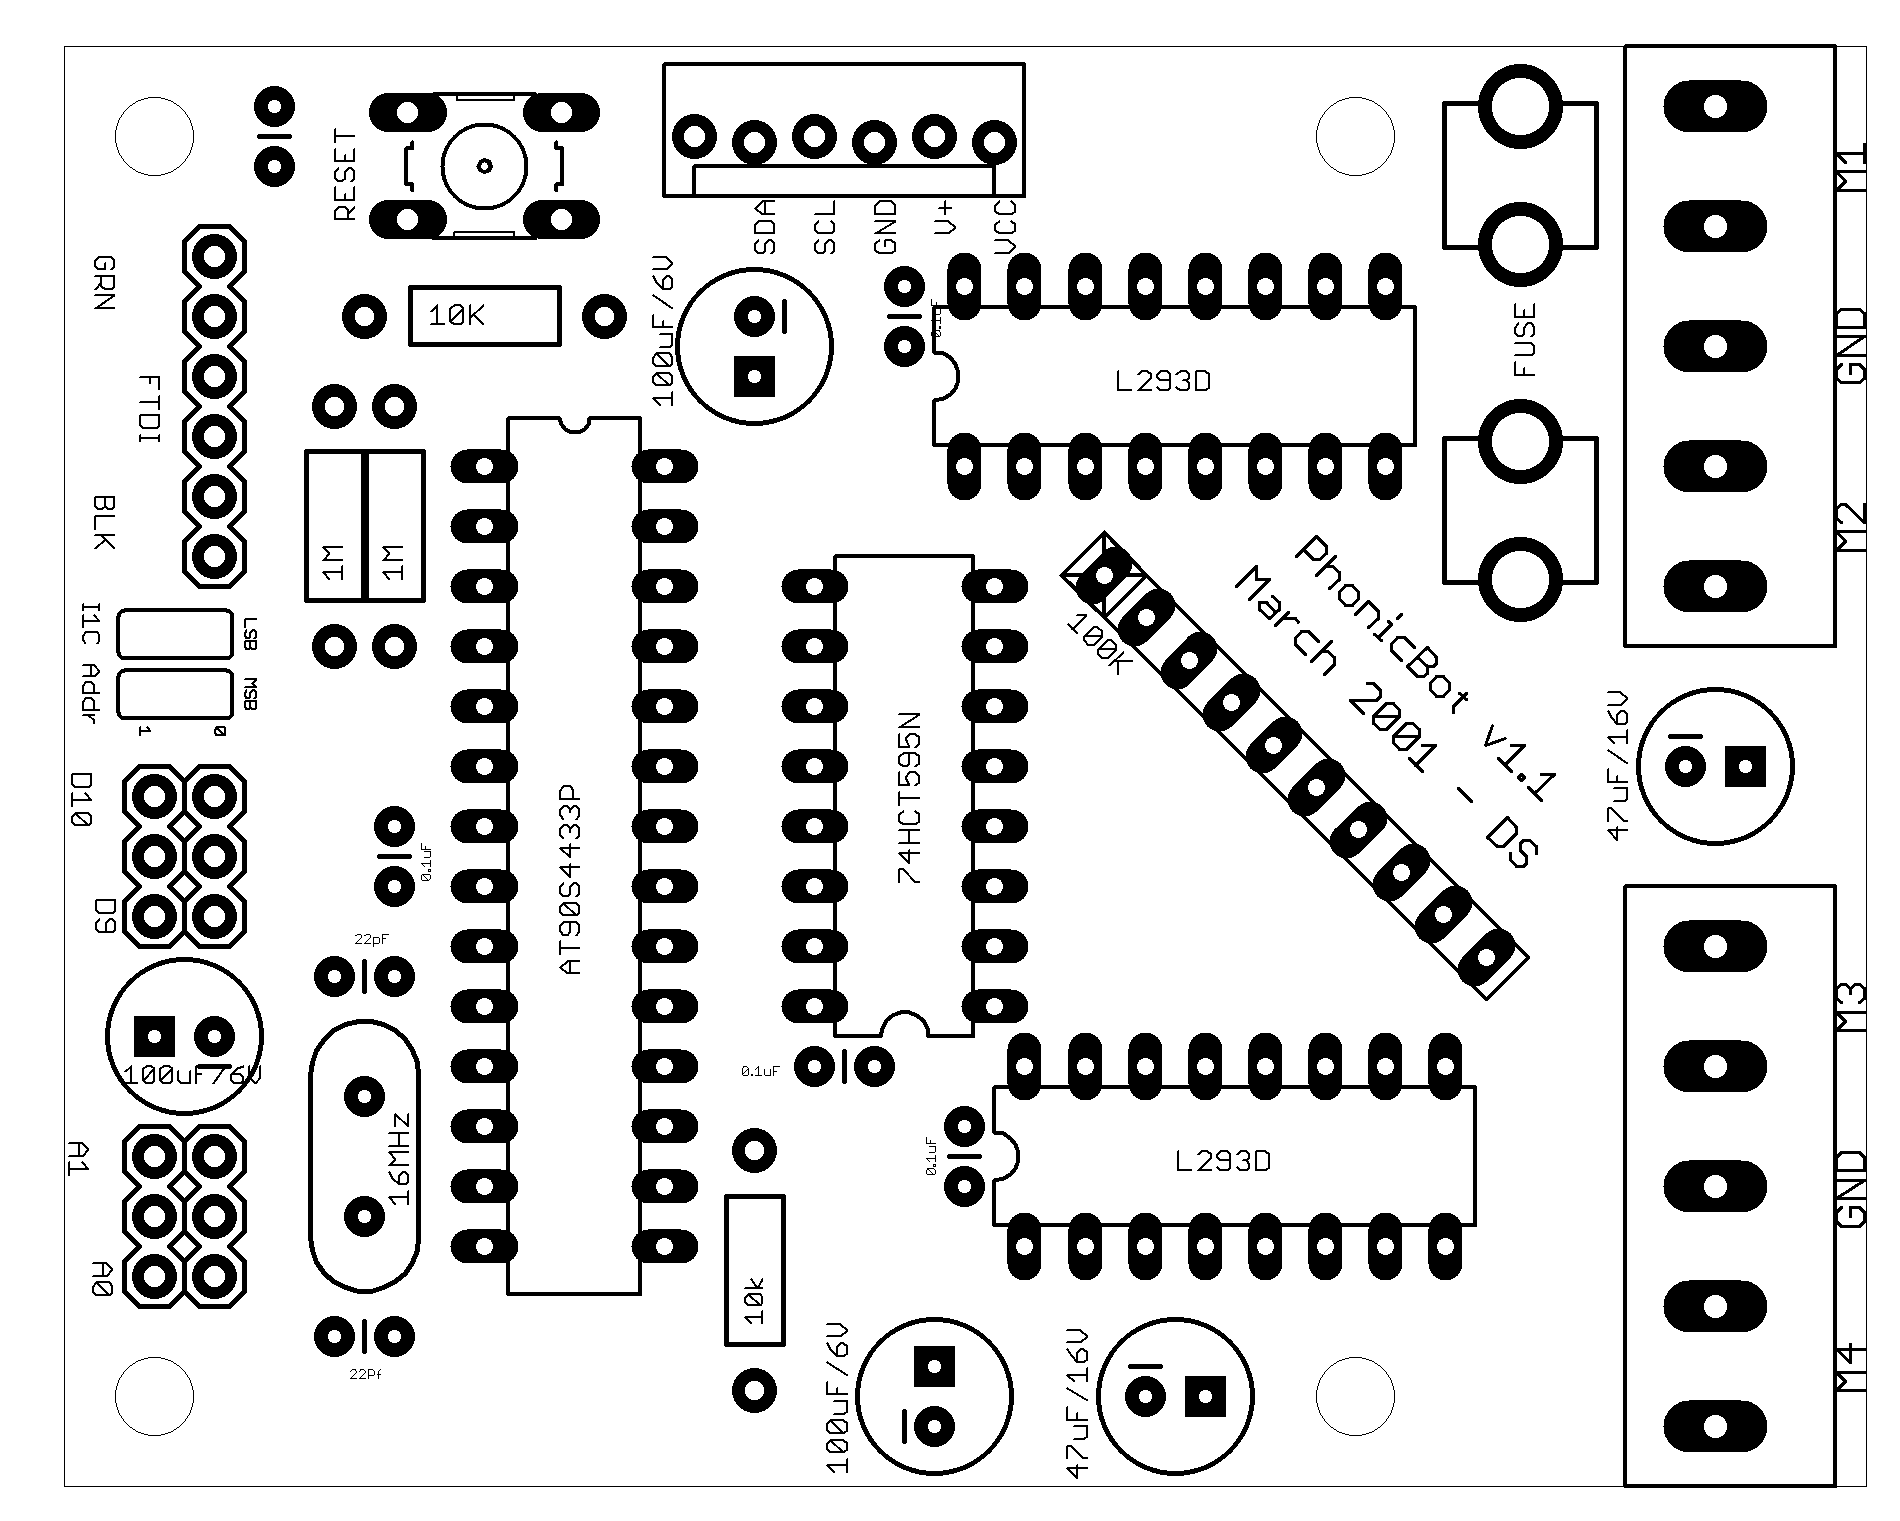 RESET
SDA
SCL
GND
V+
VCC
M1
GND
M2
FUSE
GRN
FTDI
BLK
10K
100uF/6V
0.1uF
L293D
1M
1M
I1C Addr
LSB
MSB
1
0
D10
D9
100uF/6V
A1
A0
0.1uF
22pF
16MHz
22Pf
AT90S4433P
74HCT595N
0.1uF
100K
PhonicBot v1.1
March 2001 - DS
47uF/16V
0.1uF
L293D
10k
100uF/6V
47uF/16V
M3
GND
M4